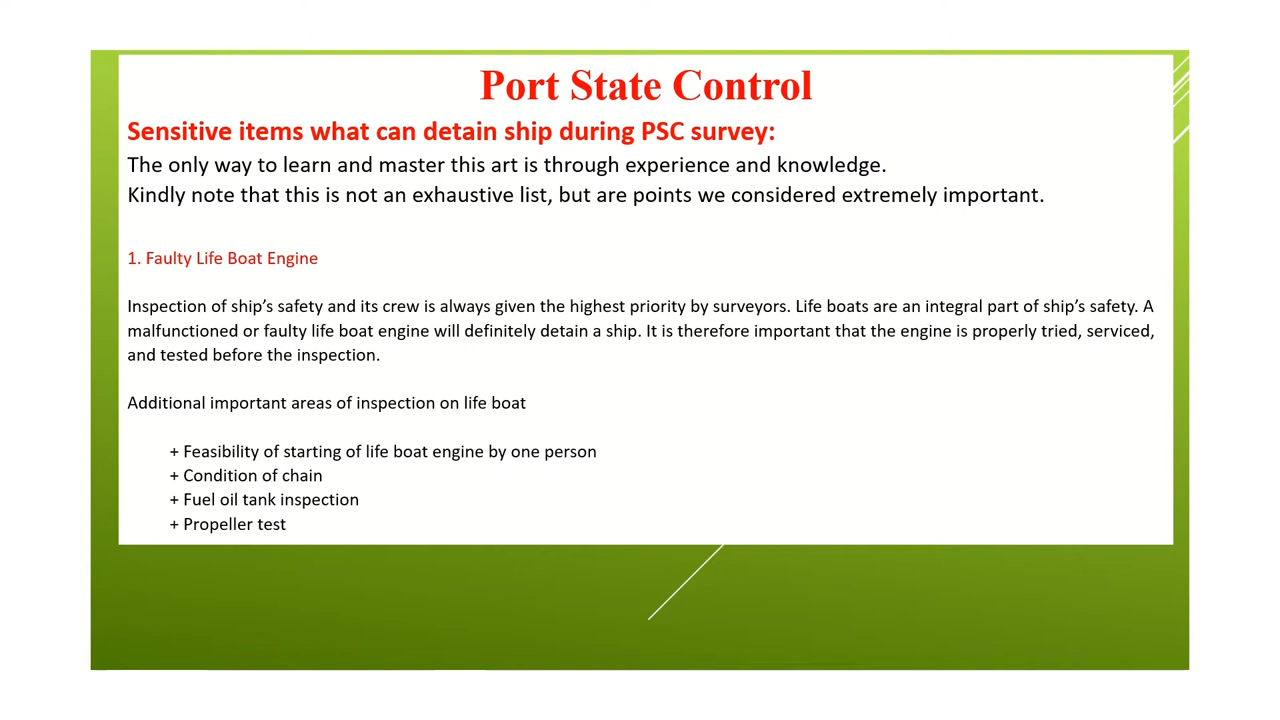 Port State Control
Sensitive items what can detain ship during PSC survey:
The only way to learn and master this art is through experience and knowledge.
Kindly note that this is not an exhaustive list, but are points we considered extremely important.
1. Faulty Life Boat Engine
Inspection of ship's safety and its crew is always given the highest priority by surveyors. Life boats are an integral part of ship's safety. A
malfunctioned or faulty life boat engine will definitely detain a ship. It is therefore important that the engine is properly tried, serviced,
and tested before the inspection.
Additional important areas of inspection on life boat
+ Feasibility of starting of life boat engine by one person
+ Condition of chain
+ Fuel oil tank inspection
+ Propeller test